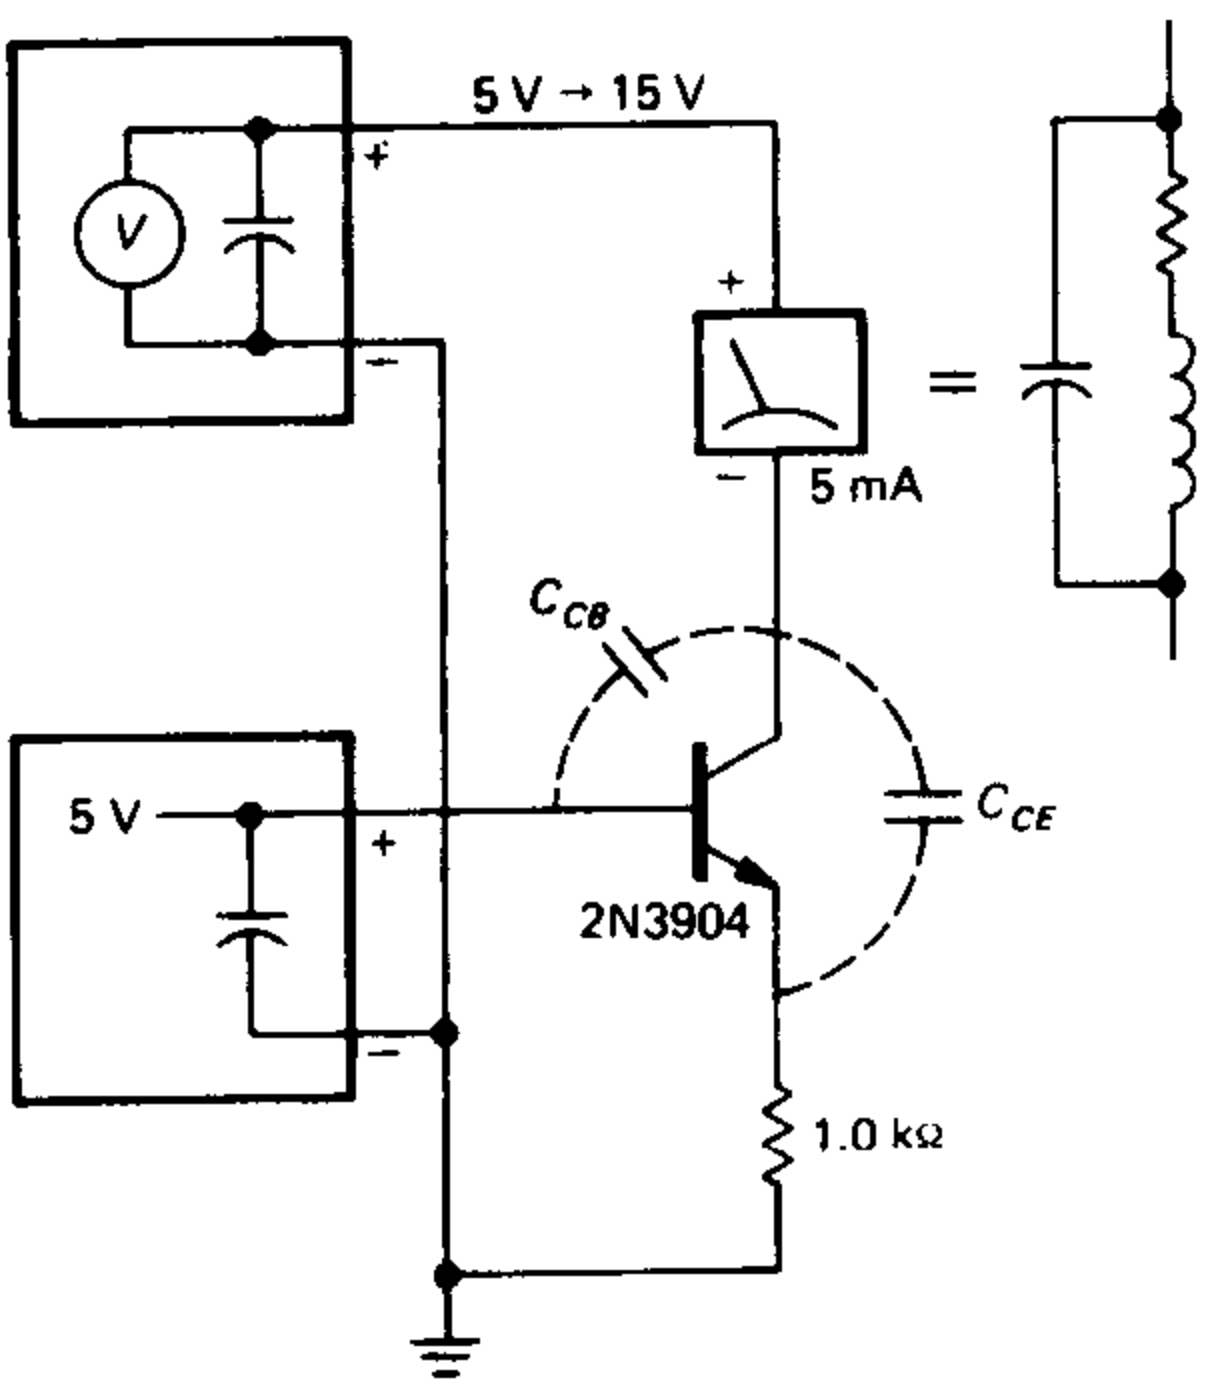 5 V → 15 V
+
V
−
+
−
5 mA
=
C_CB
5 V
+
C_CE
2N3904
−
1.0 kΩ